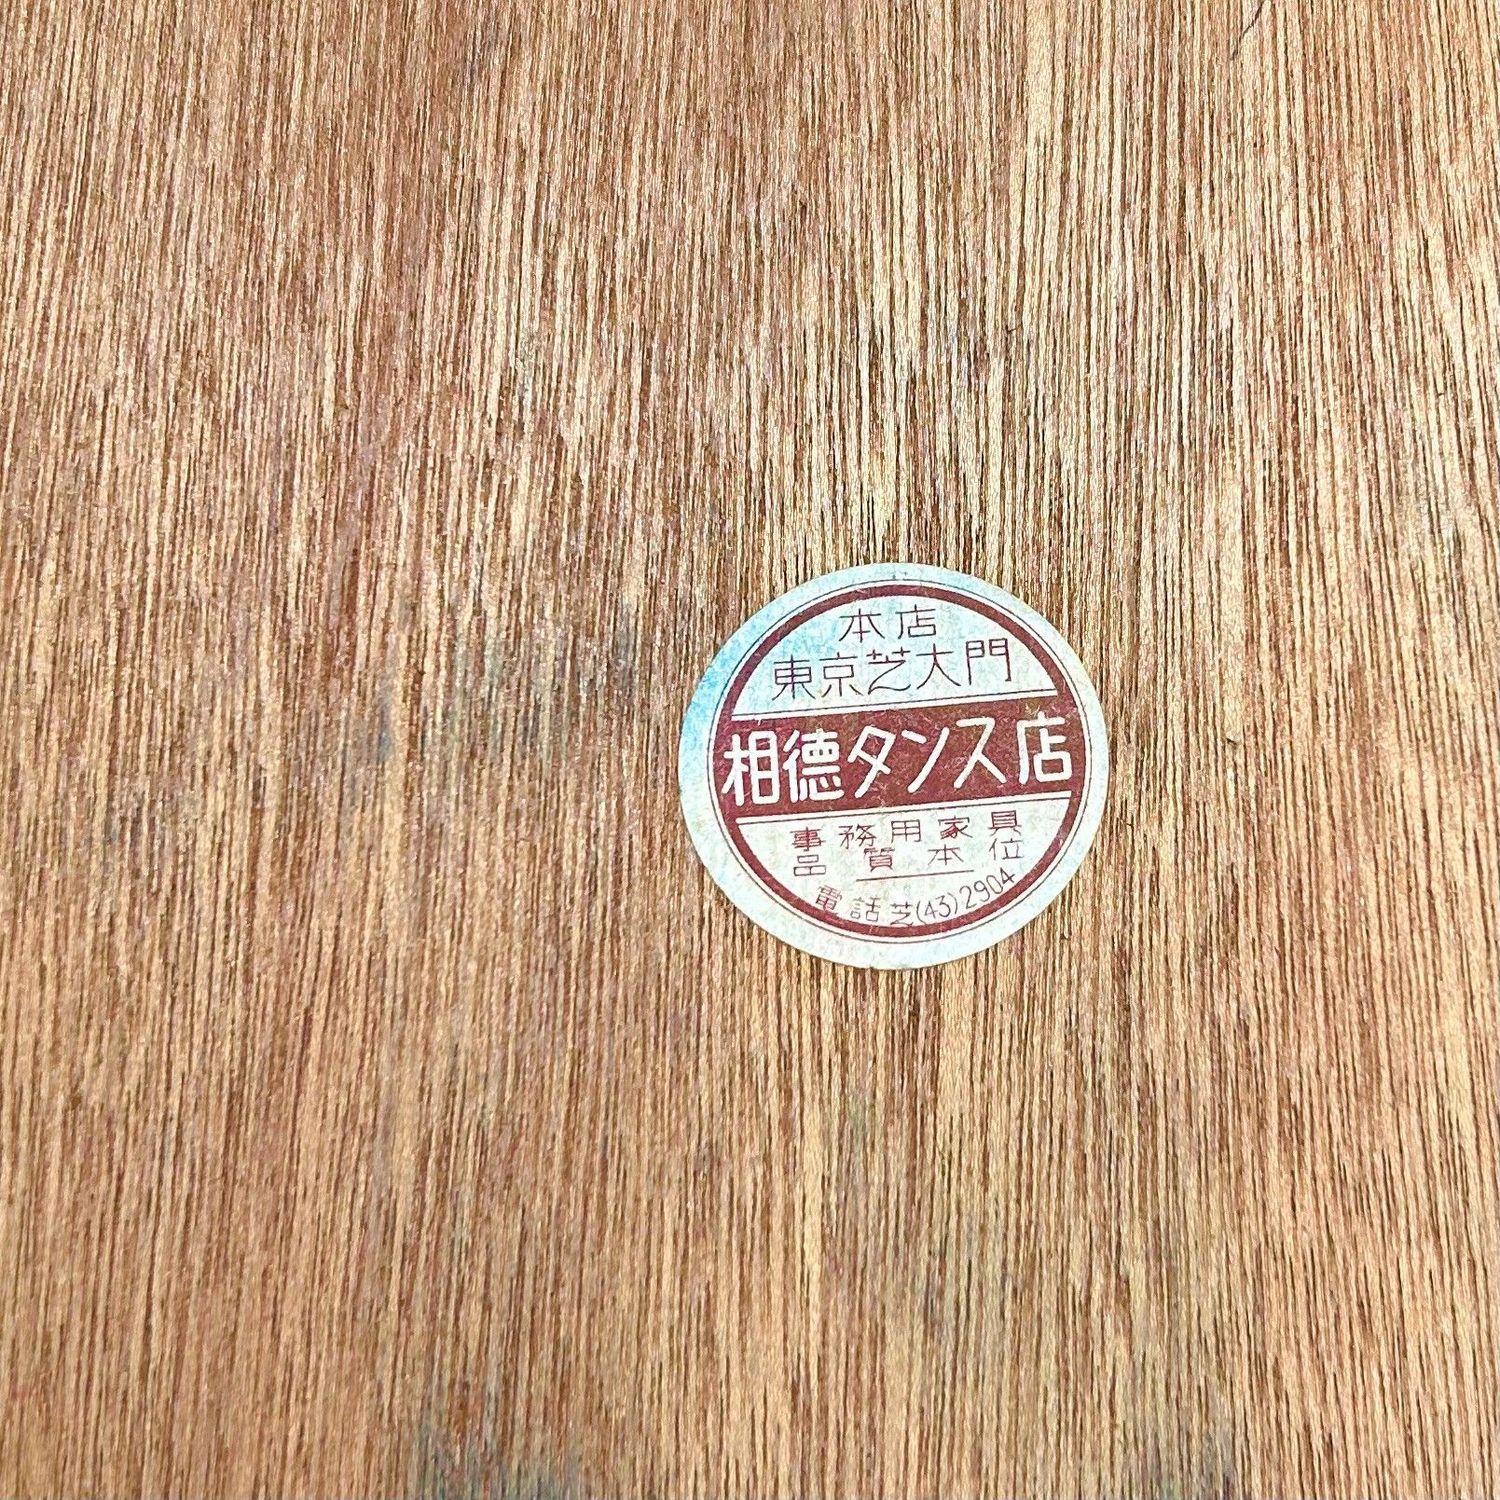 本店
東京芝大門
相徳タンス店
事務用家具
品質本位
電話芝(43)2904